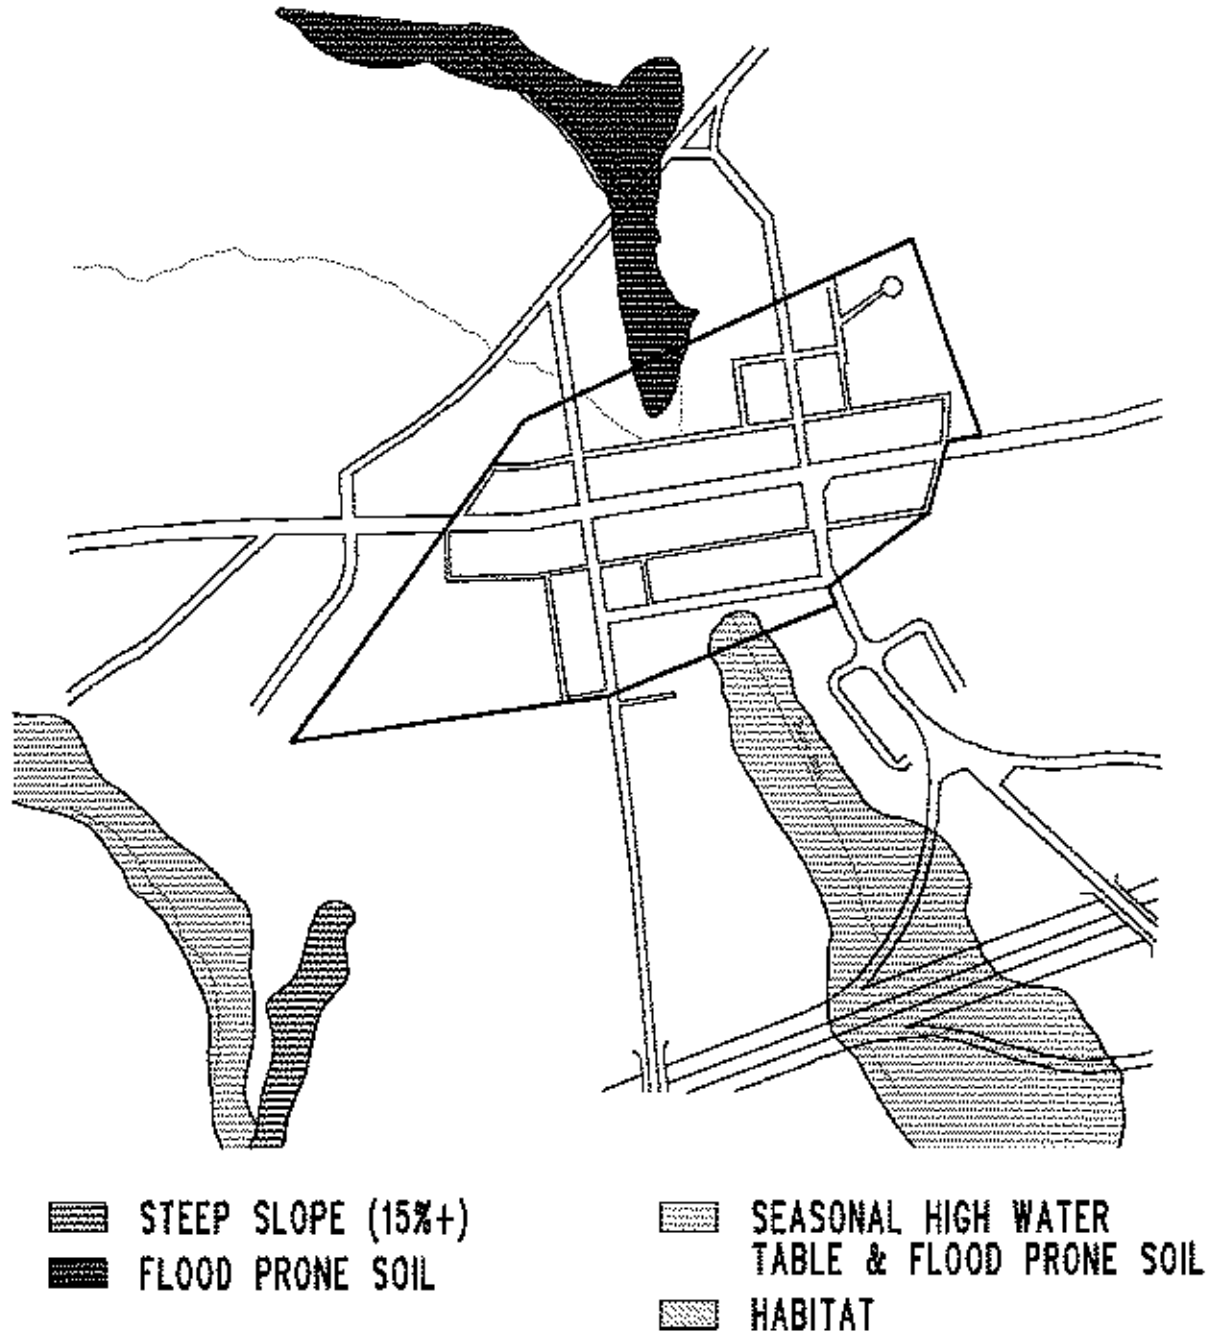 STEEP SLOPE (15%+)
FLOOD PRONE SOIL
SEASONAL HIGH WATER
TABLE & FLOOD PRONE SOIL
HABITAT